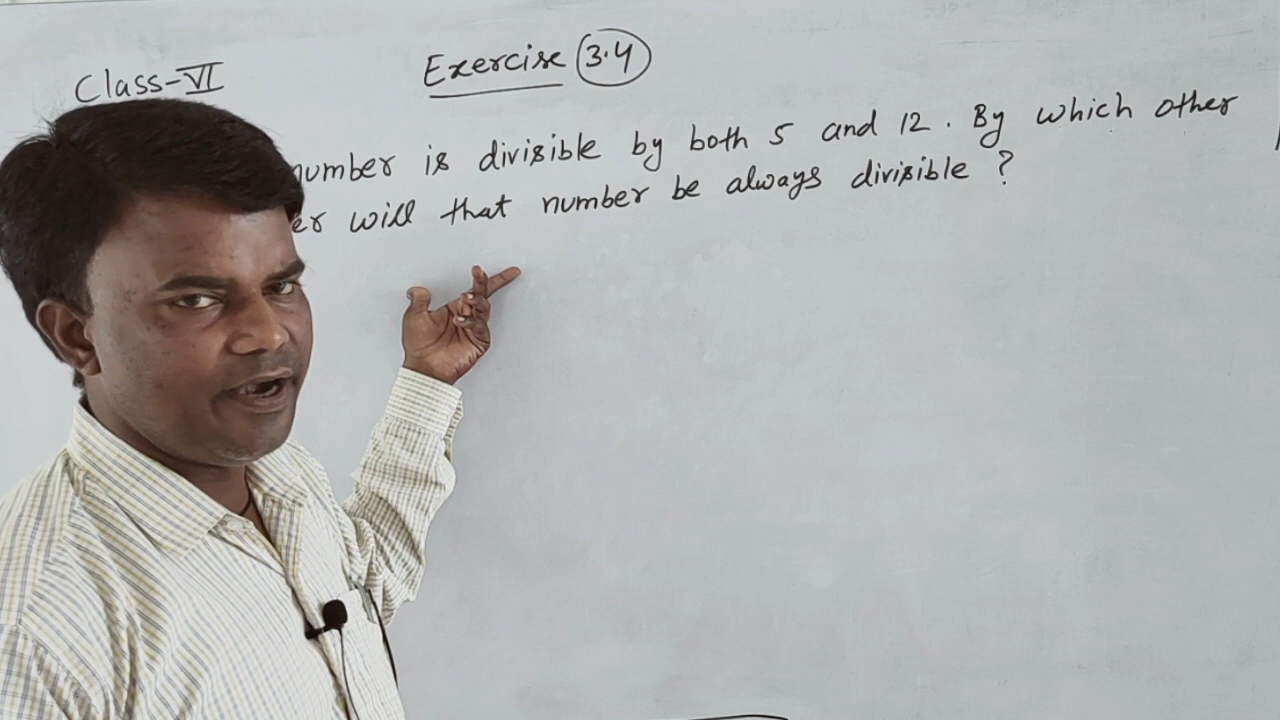 Class-VI
Exercise 3.4
number is divisible by both 5 and 12. By which other
er will that number be always divisible ?